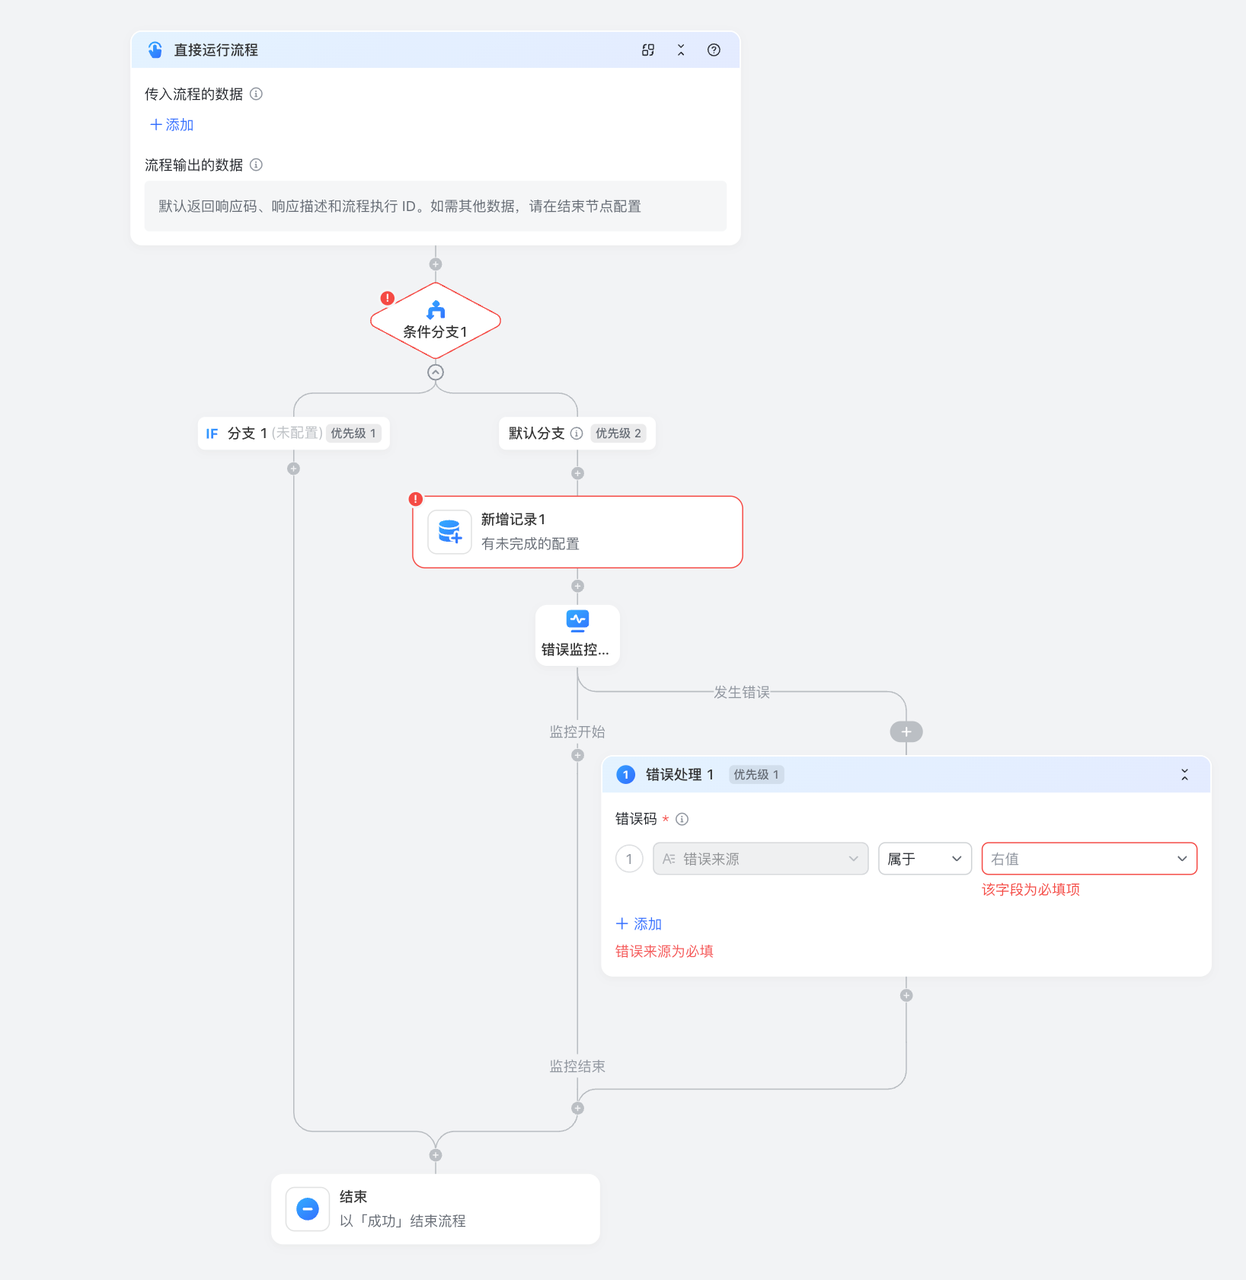 直接运行流程
传入流程的数据
添加
流程输出的数据
默认返回响应码、响应描述和流程执行 ID。如需其他数据，请在结束节点配置
条件分支1
IF 分支 1 (未配置) 优先级 1
默认分支 优先级 2
新增记录1
有未完成的配置
错误监控...
发生错误
监控开始
1 错误处理 1 优先级 1
错误码 *
1 错误来源 属于 右值
该字段为必填项
添加
错误来源为必填
监控结束
结束
以「成功」结束流程